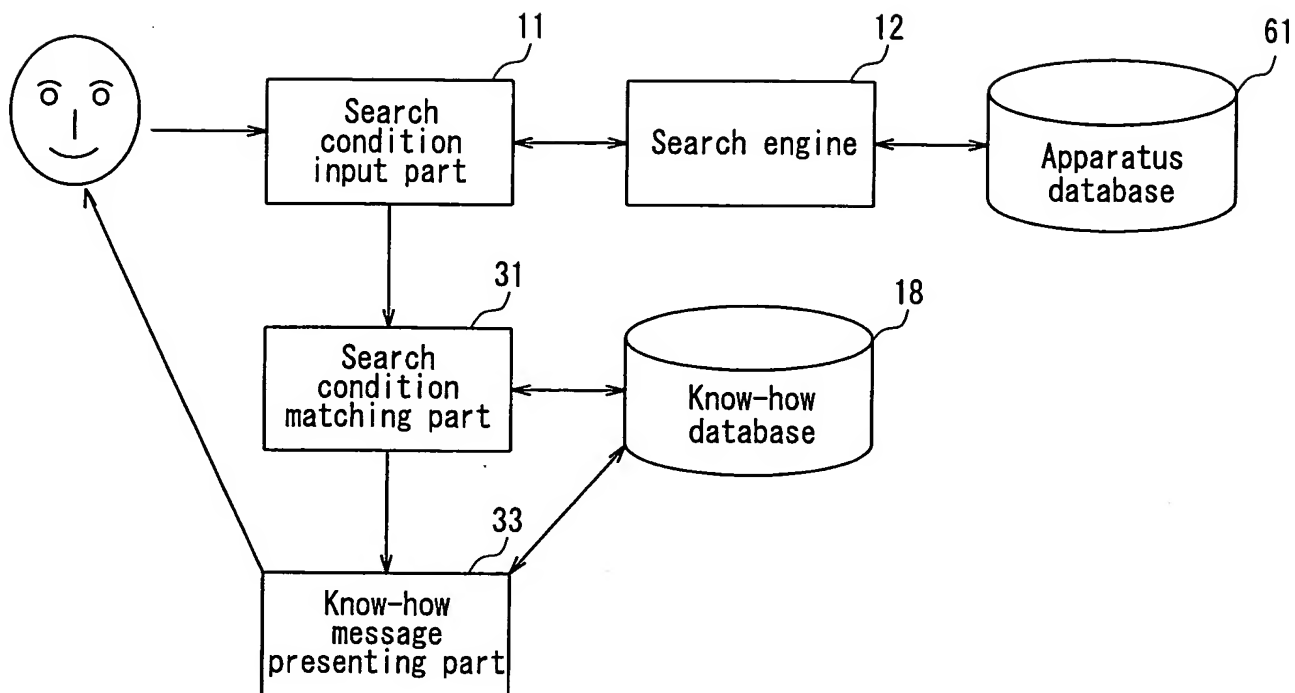 11
12
61
Search
condition
input part
Search engine
Apparatus
database
31
18
Search
condition
matching part
Know-how
database
33
Know-how
message
presenting part